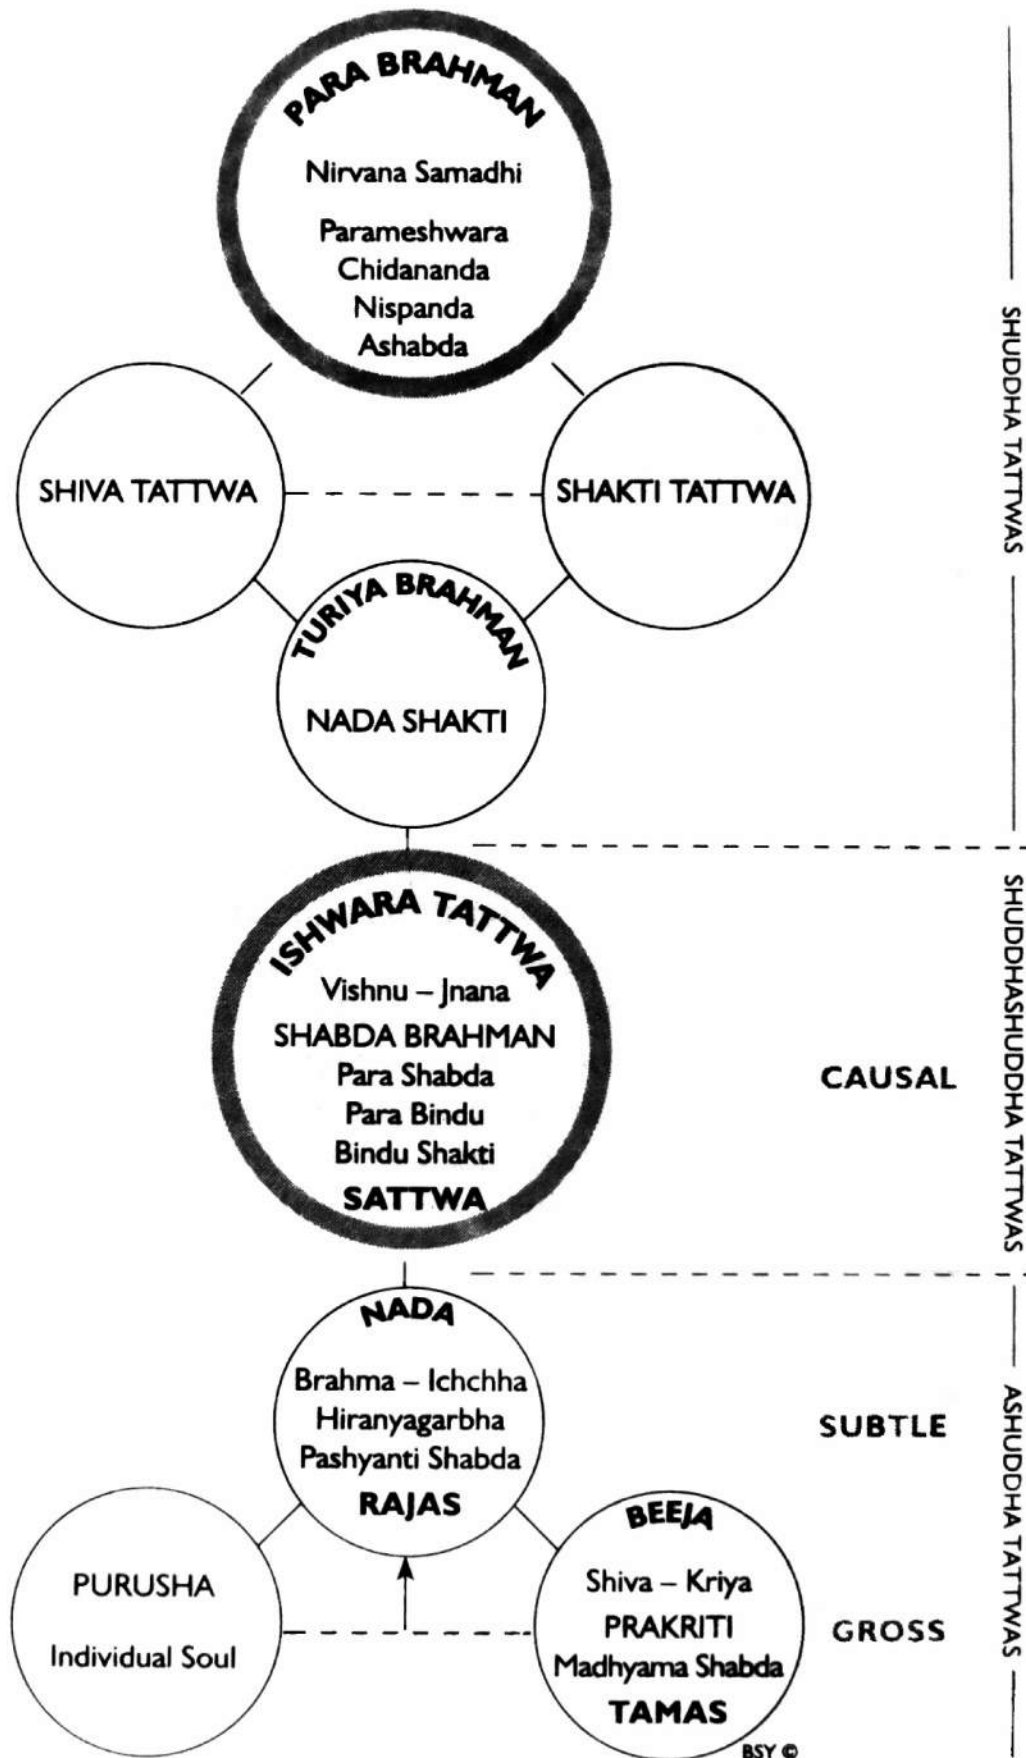 PARA BRAHMAN
Nirvana Samadhi
Parameshwara
Chidananda
Nispanda
Ashabda
SHIVA TATTWA
SHAKTI TATTWA
TURIYA BRAHMAN
NADA SHAKTI
SHUDDHA TATTWAS
ISHWARA TATTWA
Vishnu – Jnana
SHABDA BRAHMAN
Para Shabda
Para Bindu
Bindu Shakti
SATTWA
CAUSAL
SHUDDHASHUDDHA TATTWAS
NADA
Brahma – Ichchha
Hiranyagarbha
Pashyanti Shabda
RAJAS
SUBTLE
PURUSHA
Individual Soul
BEEJA
Shiva – Kriya
PRAKRITI
Madhyama Shabda
TAMAS
GROSS
ASHUDDHA TATTWAS
BSY ©